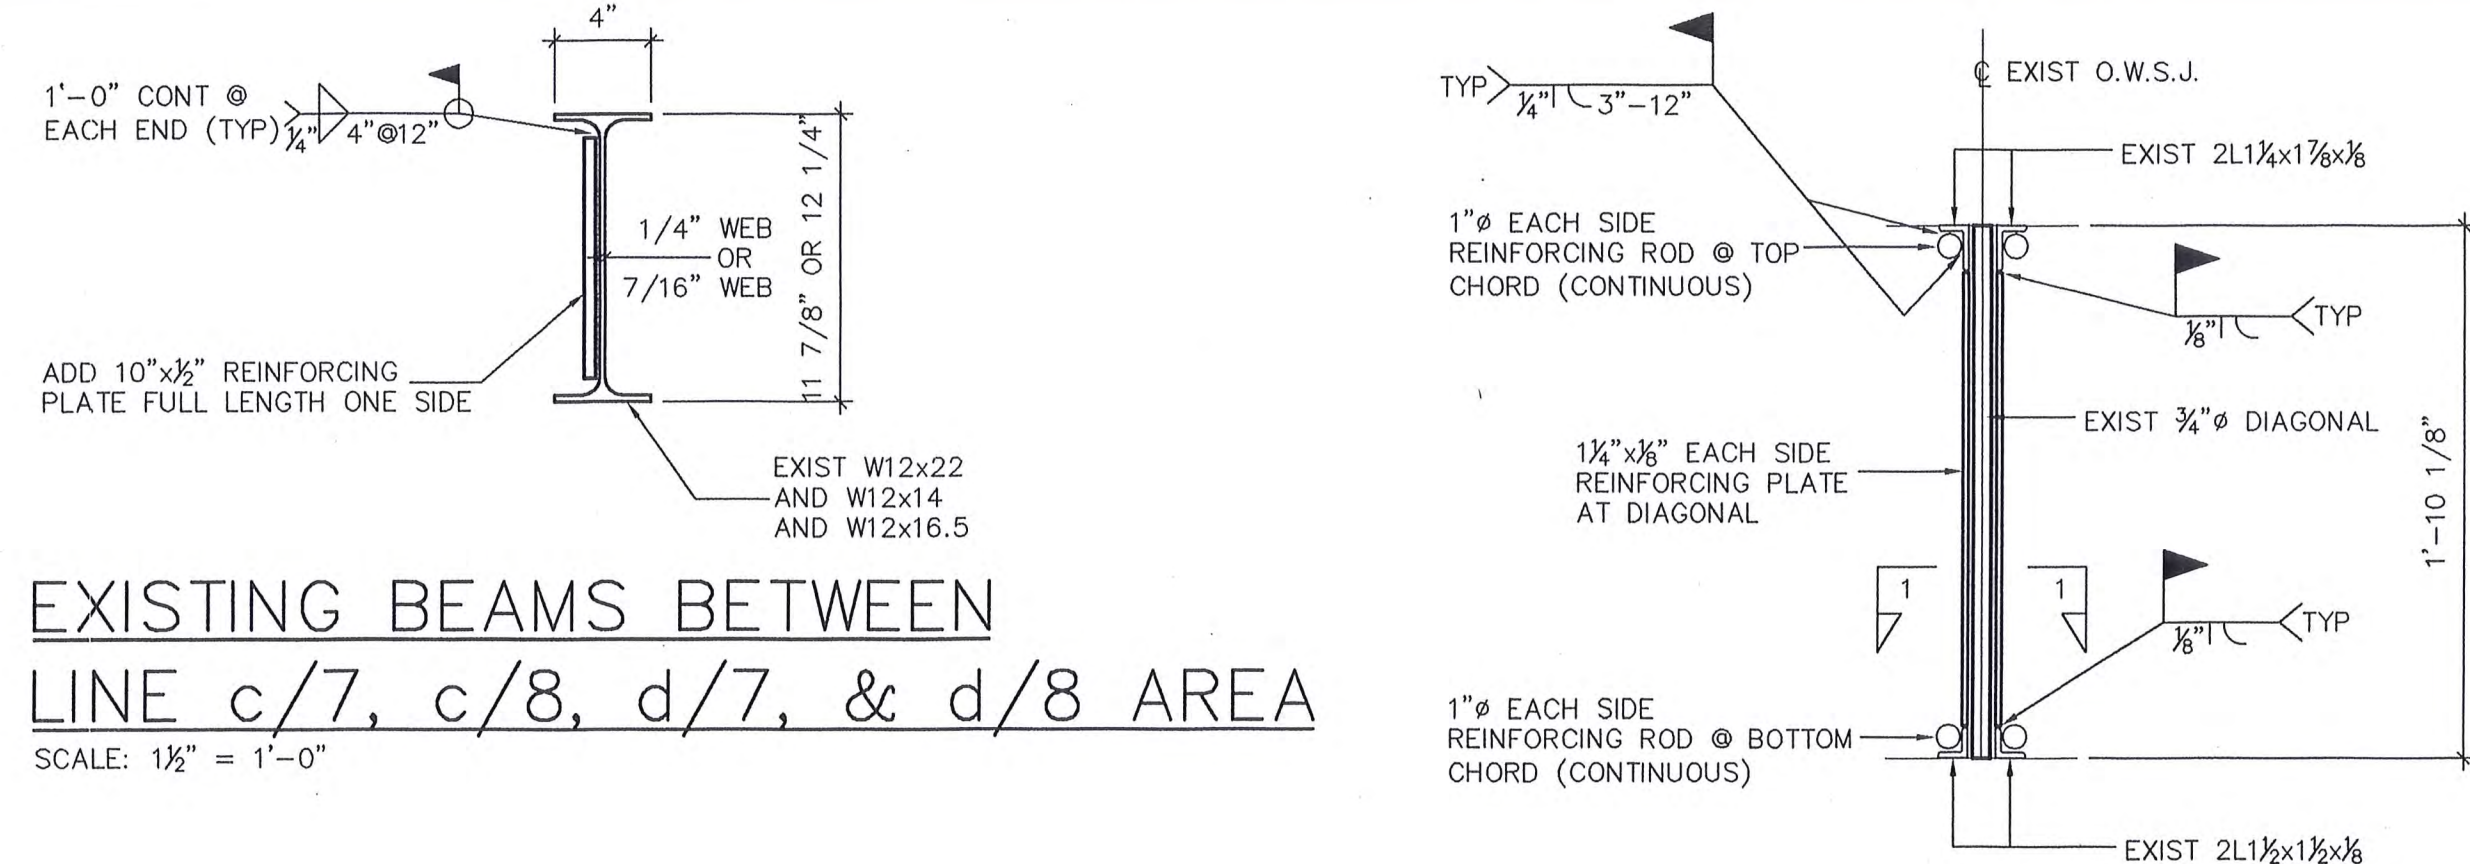 4"
1'-0" CONT @
EACH END (TYP)
1/4"
4"@12"
1/4" WEB
OR
7/16" WEB
11 7/8" OR 12 1/4"
ADD 10"x½" REINFORCING
PLATE FULL LENGTH ONE SIDE
EXIST W12x22
AND W12x14
AND W12x16.5
EXISTING BEAMS BETWEEN
LINE c/7, c/8, d/7, & d/8 AREA
SCALE: 1½" = 1'-0"
TYP
¼"
3"-12"
℄ EXIST O.W.S.J.
EXIST 2L1¼x1⅞x⅛
1"ø EACH SIDE
REINFORCING ROD @ TOP
CHORD (CONTINUOUS)
⅛"
TYP
EXIST ¾"ø DIAGONAL
1¼"x⅛" EACH SIDE
REINFORCING PLATE
AT DIAGONAL
1'-10 1/8"
1
1
⅛"
TYP
1"ø EACH SIDE
REINFORCING ROD @ BOTTOM
CHORD (CONTINUOUS)
EXIST 2L1½x1½x⅛